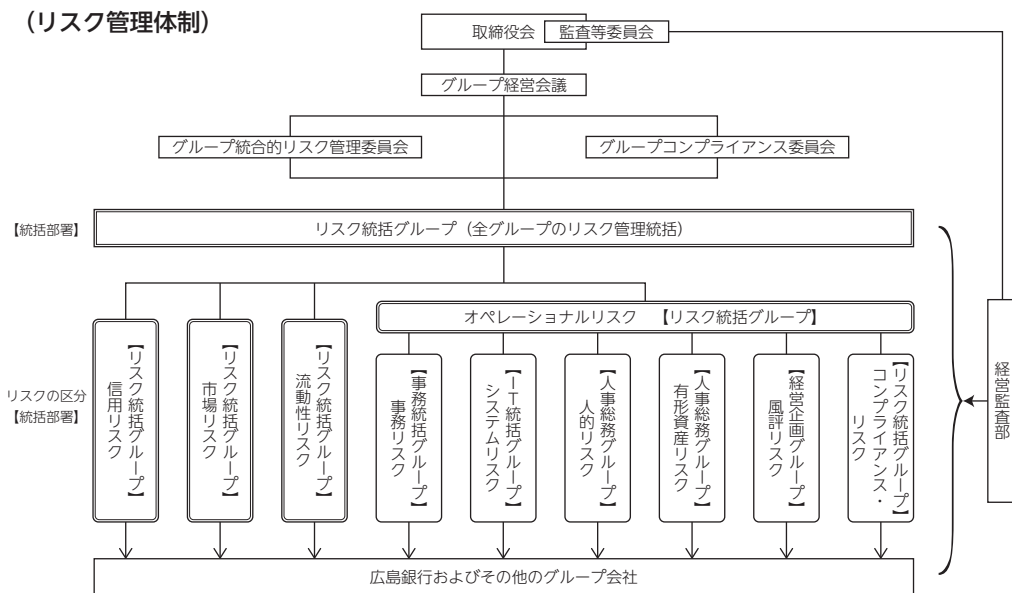 (リスク管理体制)
取締役会
監査等委員会
グループ経営会議
グループ統合的リスク管理委員会
グループコンプライアンス委員会
【統括部署】
リスク統括グループ(全グループのリスク管理統括)
オペレーショナルリスク 【リスク統括グループ】
リスクの区分
【統括部署】
信用リスク
【リスク統括グループ】
市場リスク
【リスク統括グループ】
流動性リスク
【リスク統括グループ】
事務リスク
【事務統括グループ】
システムリスク
【IT統括グループ】
人的リスク
【人事総務グループ】
有形資産リスク
【人事総務グループ】
風評リスク
【経営企画グループ】
コンプライアンス・
リスク
【リスク統括グループ】
経営監査部
広島銀行およびその他のグループ会社